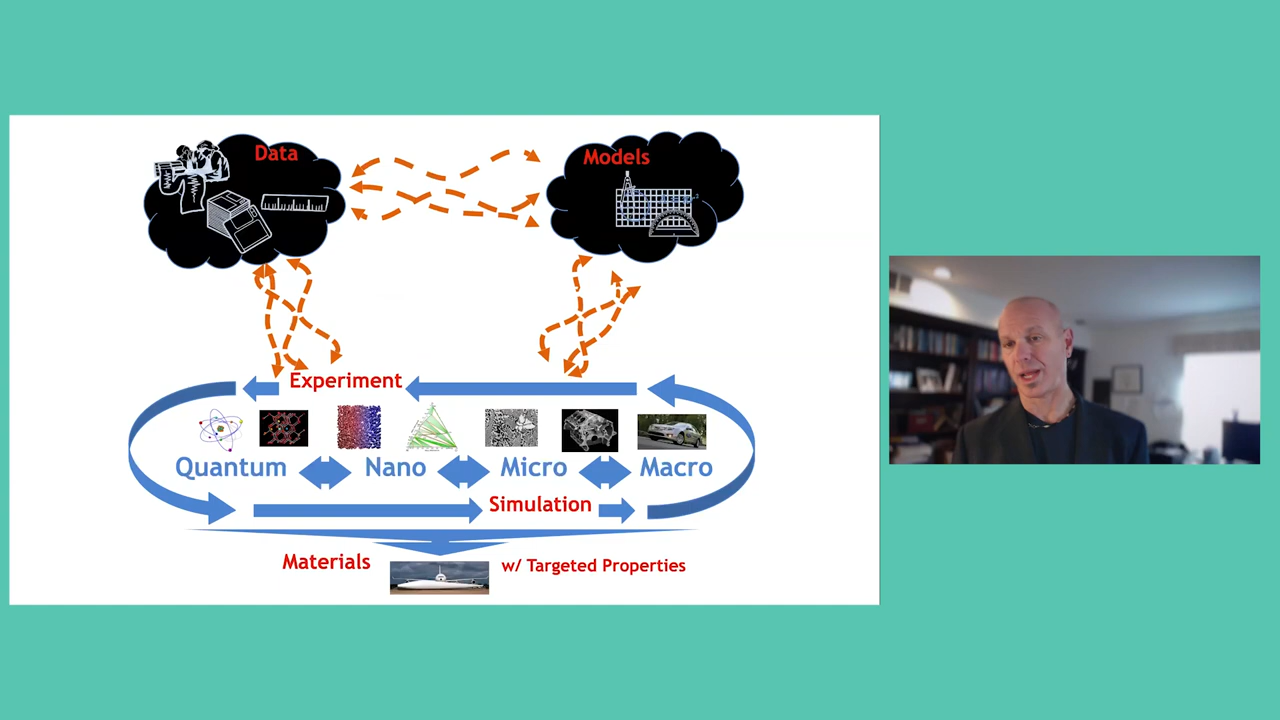 Data
Models
Experiment
Quantum
Nano
Micro
Macro
Simulation
Materials
w/ Targeted Properties